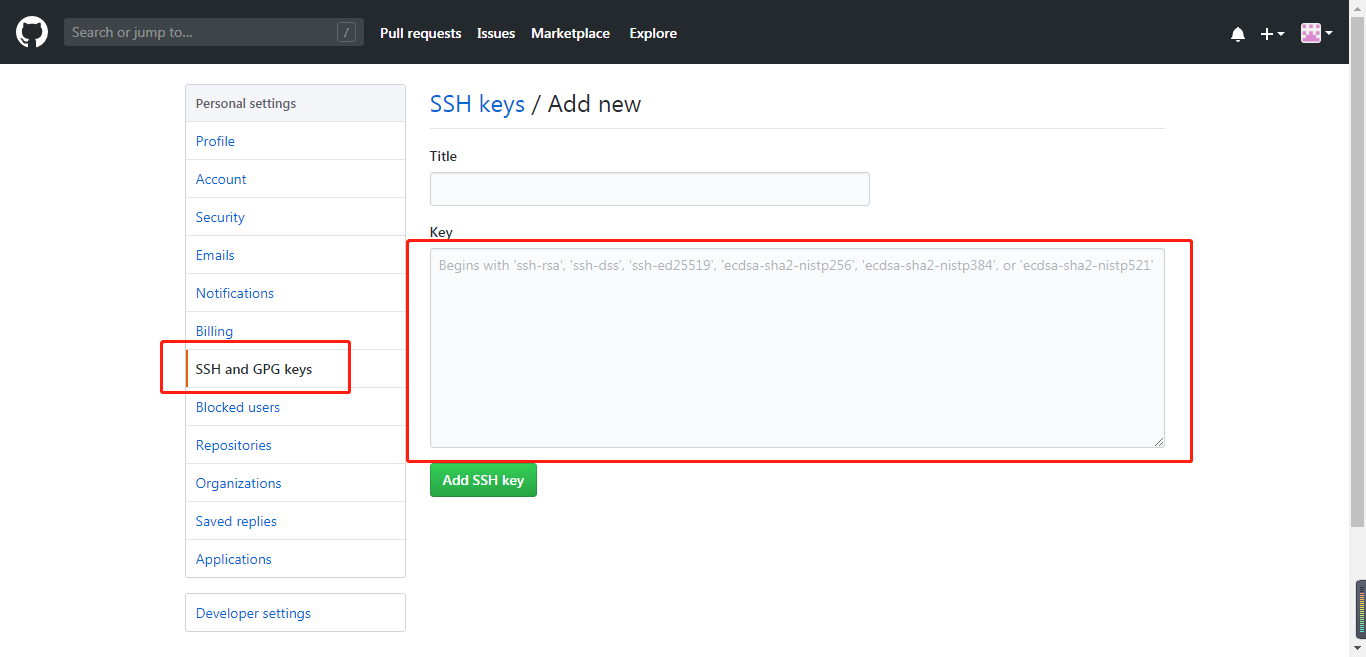 Search or jump to... / Pull requests Issues Marketplace Explore
Personal settings
Profile
Account
Security
Emails
Notifications
Billing
SSH and GPG keys
Blocked users
Repositories
Organizations
Saved replies
Applications
Developer settings
SSH keys / Add new
Title
Key
Begins with 'ssh-rsa', 'ssh-dss', 'ssh-ed25519', 'ecdsa-sha2-nistp256', 'ecdsa-sha2-nistp384', or 'ecdsa-sha2-nistp521'
Add SSH key